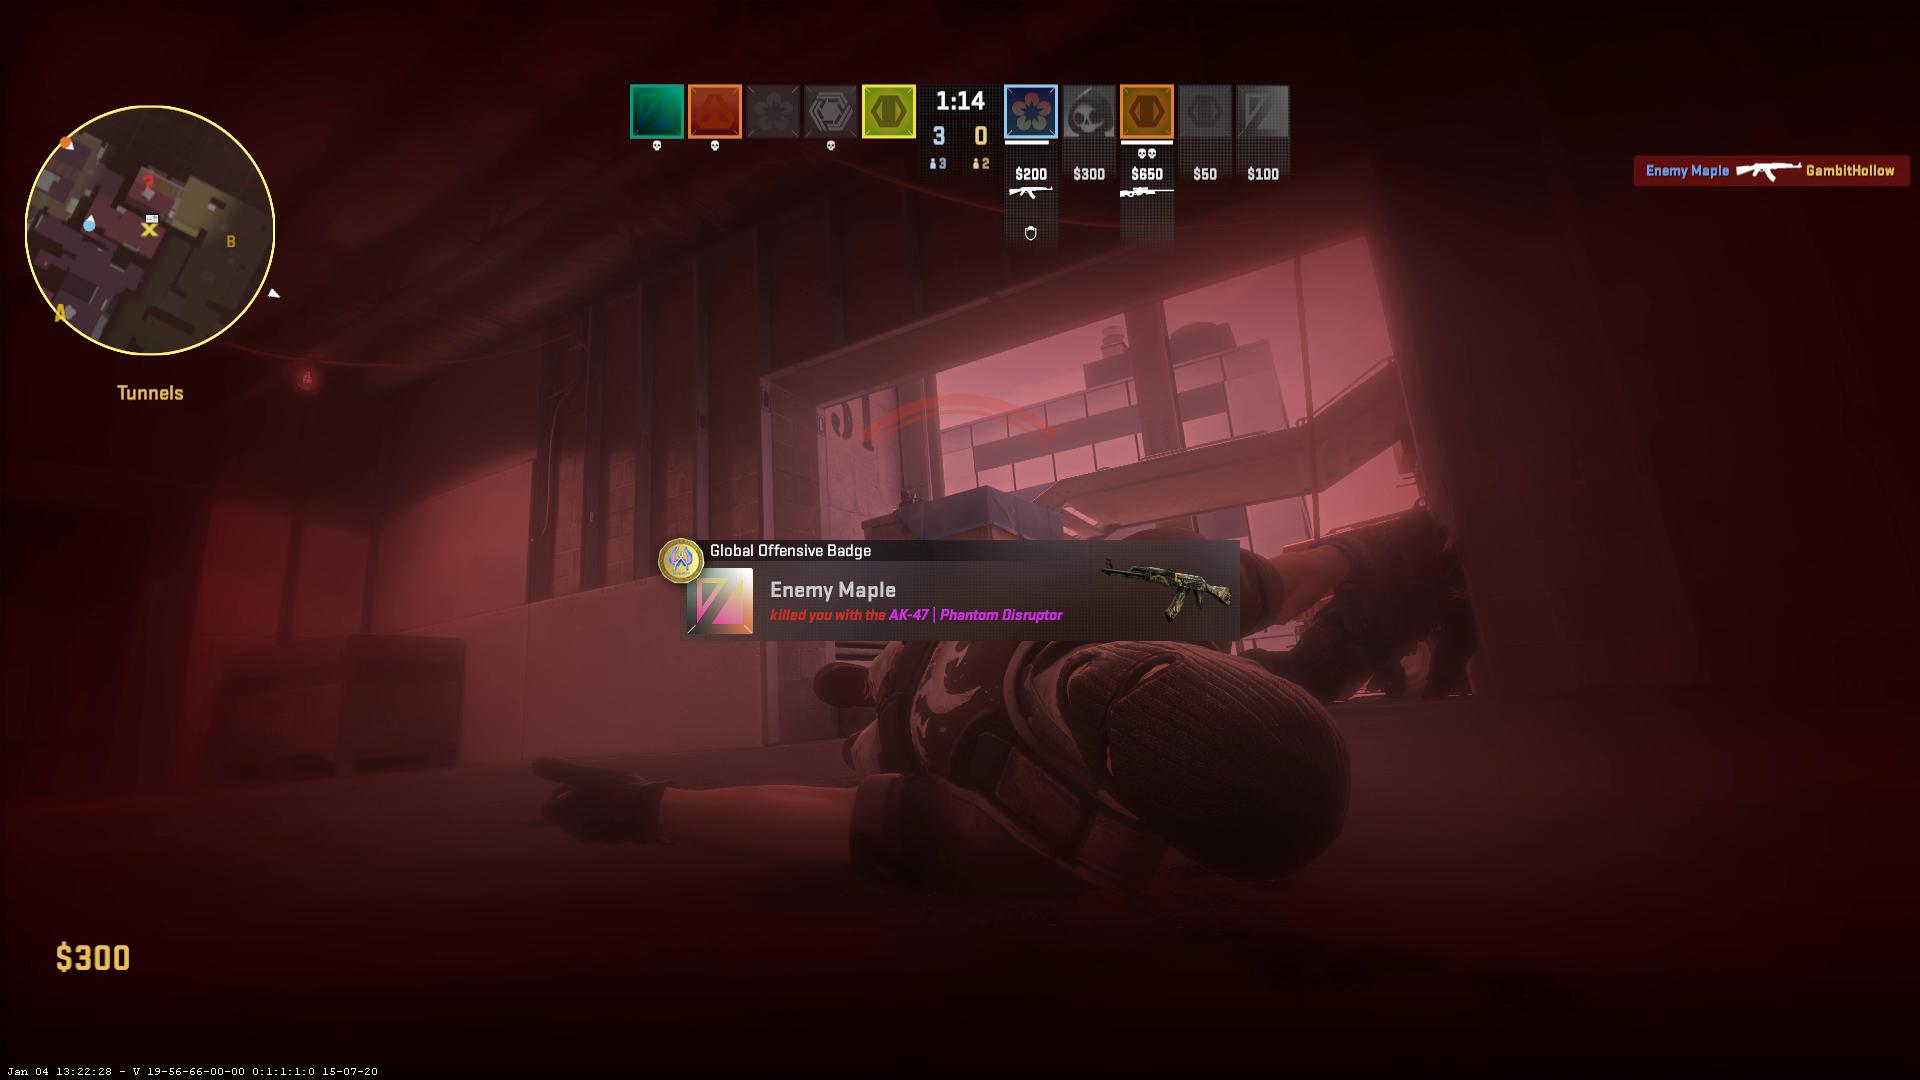 1:14
3 0
3 2
$200 $300 $650 $50 $100
Enemy Maple GambitHollow
?
B
A
Tunnels
Global Offensive Badge
Enemy Maple
killed you with the AK-47 | Phantom Disruptor
$300
Jan 04 13:22:28 - V 19-56-66-00-00 0:1:1:1:0 15-07-20